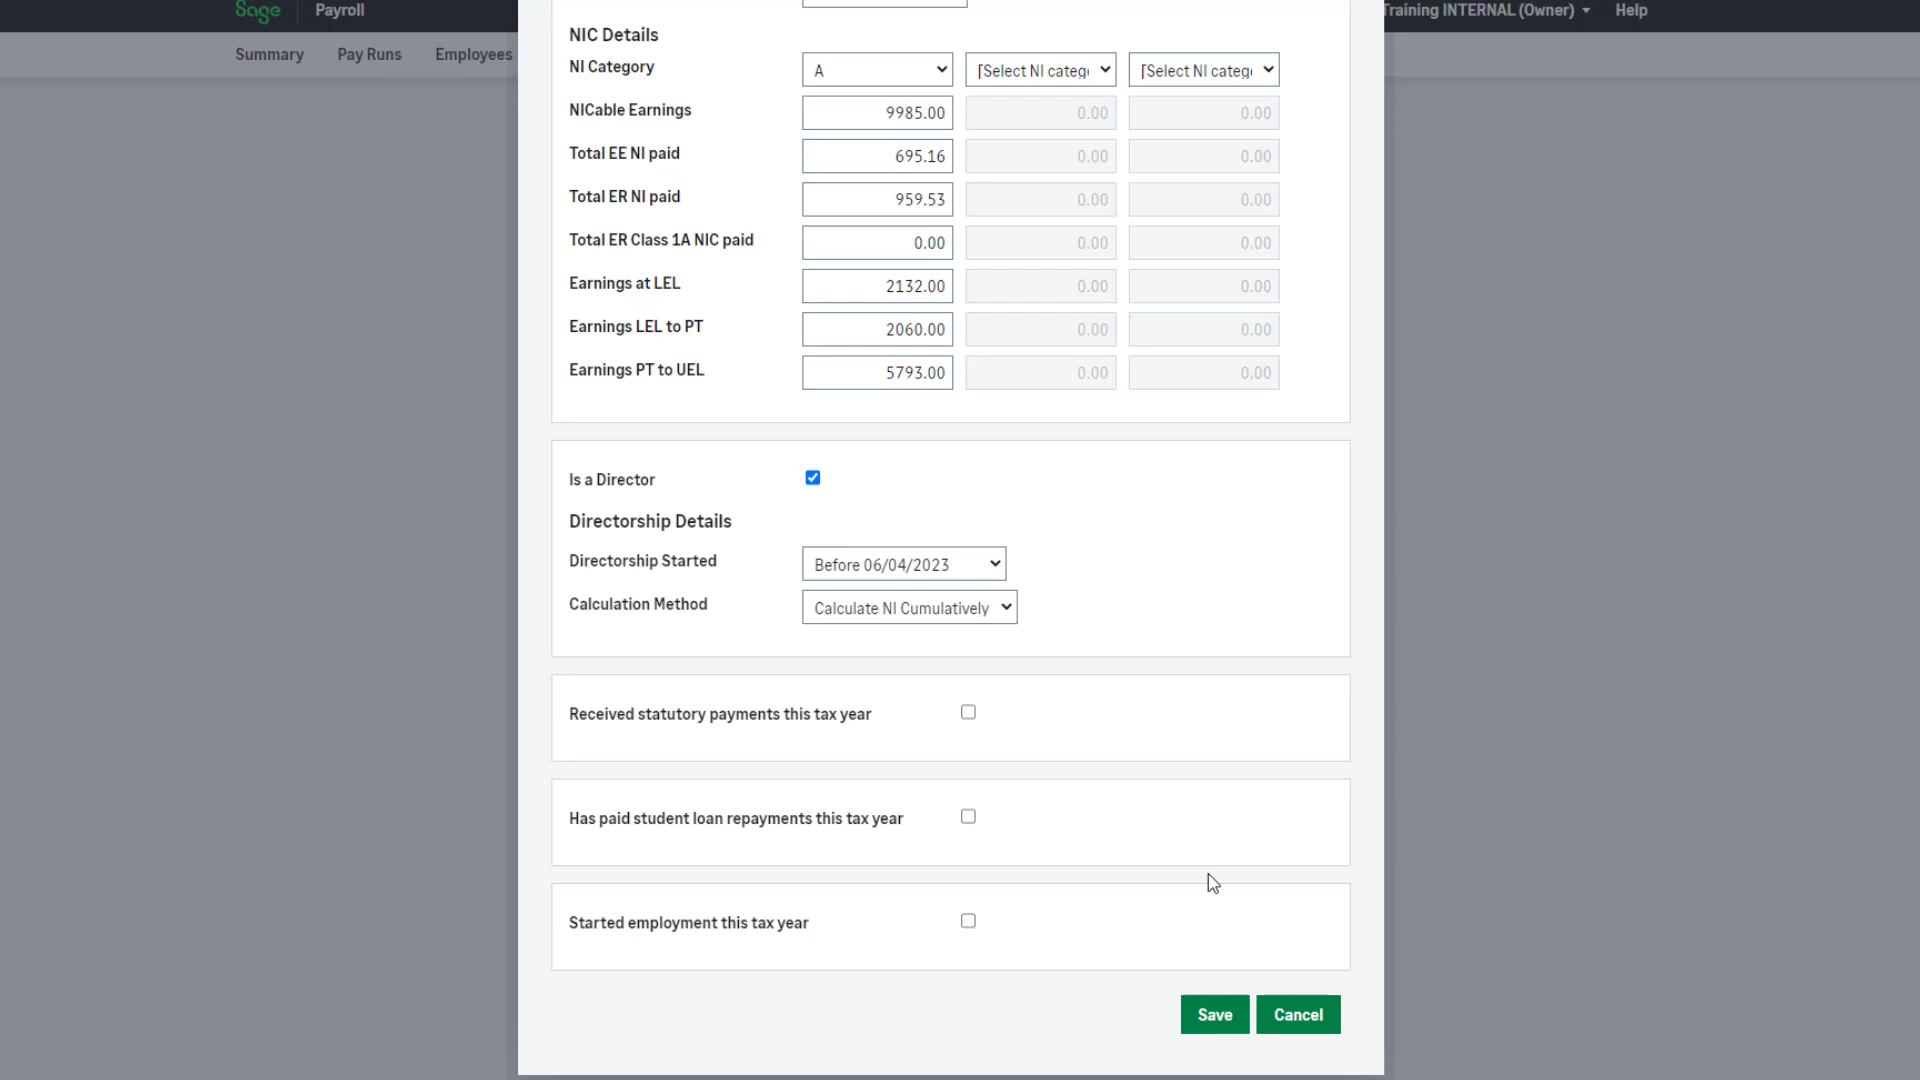 Sage Payroll Training INTERNAL (Owner) Help
Summary Pay Runs Employees
NIC Details
NI Category A [Select NI catego [Select NI catego
NICable Earnings 9985.00 0.00 0.00
Total EE NI paid 695.16 0.00 0.00
Total ER NI paid 959.53 0.00 0.00
Total ER Class 1A NIC paid 0.00 0.00 0.00
Earnings at LEL 2132.00 0.00 0.00
Earnings LEL to PT 2060.00 0.00 0.00
Earnings PT to UEL 5793.00 0.00 0.00
Is a Director
Directorship Details
Directorship Started Before 06/04/2023
Calculation Method Calculate NI Cumulatively
Received statutory payments this tax year
Has paid student loan repayments this tax year
Started employment this tax year
Save Cancel